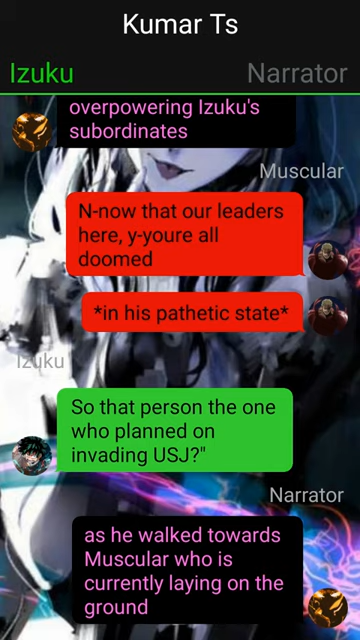 Kumar Ts
Izuku Narrator
overpowering Izuku's
subordinates
Muscular
N-now that our leaders
here, y-youre all
doomed
*in his pathetic state*
Izuku
So that person the one
who planned on
invading USJ?"
Narrator
as he walked towards
Muscular who is
currently laying on the
ground